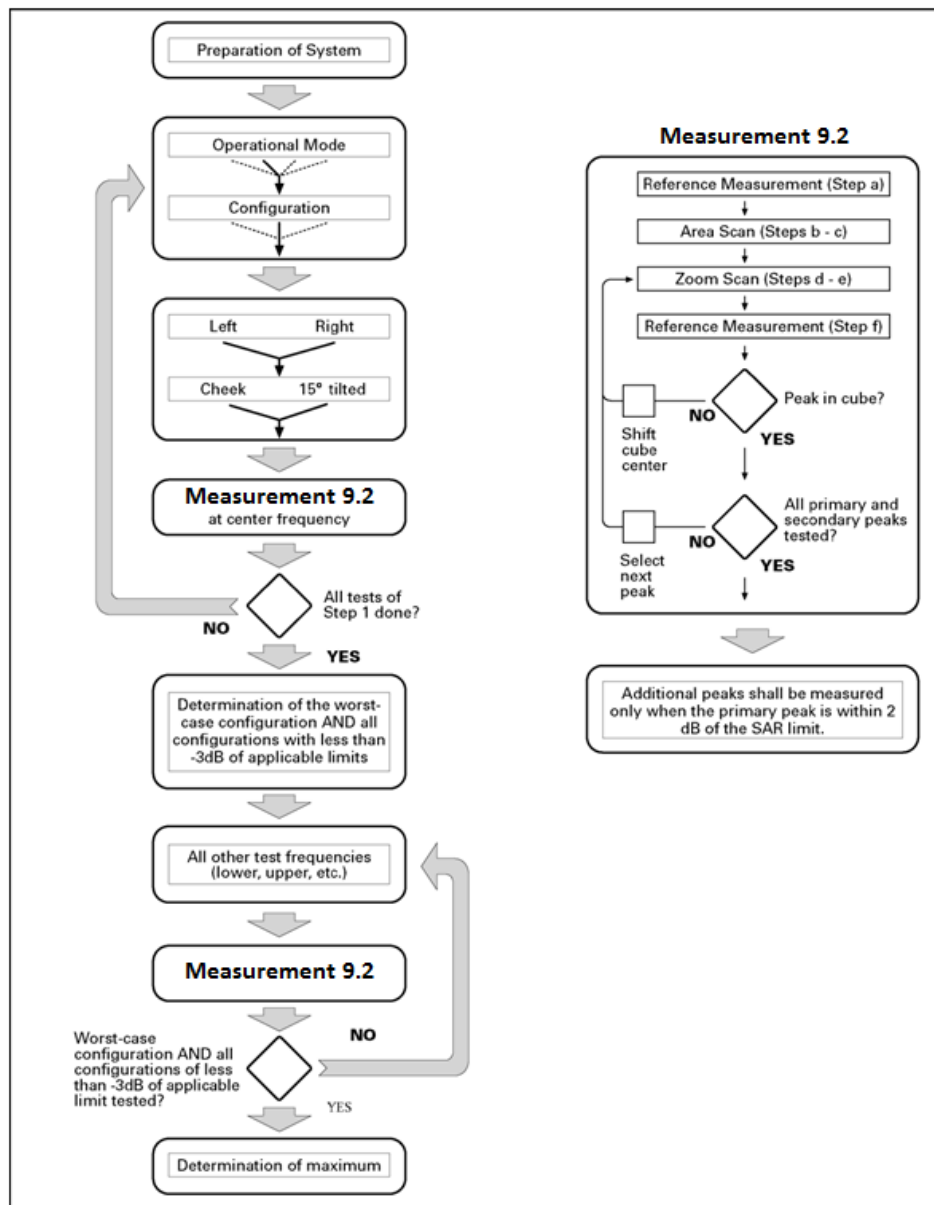 Preparation of System
Operational Mode
Configuration
Left Right
Cheek 15° tilted
Measurement 9.2
at center frequency
All tests of
Step 1 done?
NO
YES
Determination of the worst-
case configuration AND all
configurations with less than
-3dB of applicable limits
All other test frequencies
(lower, upper, etc.)
Measurement 9.2
NO
Worst-case
configuration AND all
configurations of less
than -3dB of applicable
limit tested?
YES
Determination of maximum
Measurement 9.2
Reference Measurement (Step a)
Area Scan (Steps b - c)
Zoom Scan (Steps d - e)
Reference Measurement (Step f)
Peak in cube?
NO
Shift
cube
center
YES
All primary and
secondary peaks
tested?
NO
Select
next
peak
YES
Additional peaks shall be measured
only when the primary peak is within 2
dB of the SAR limit.